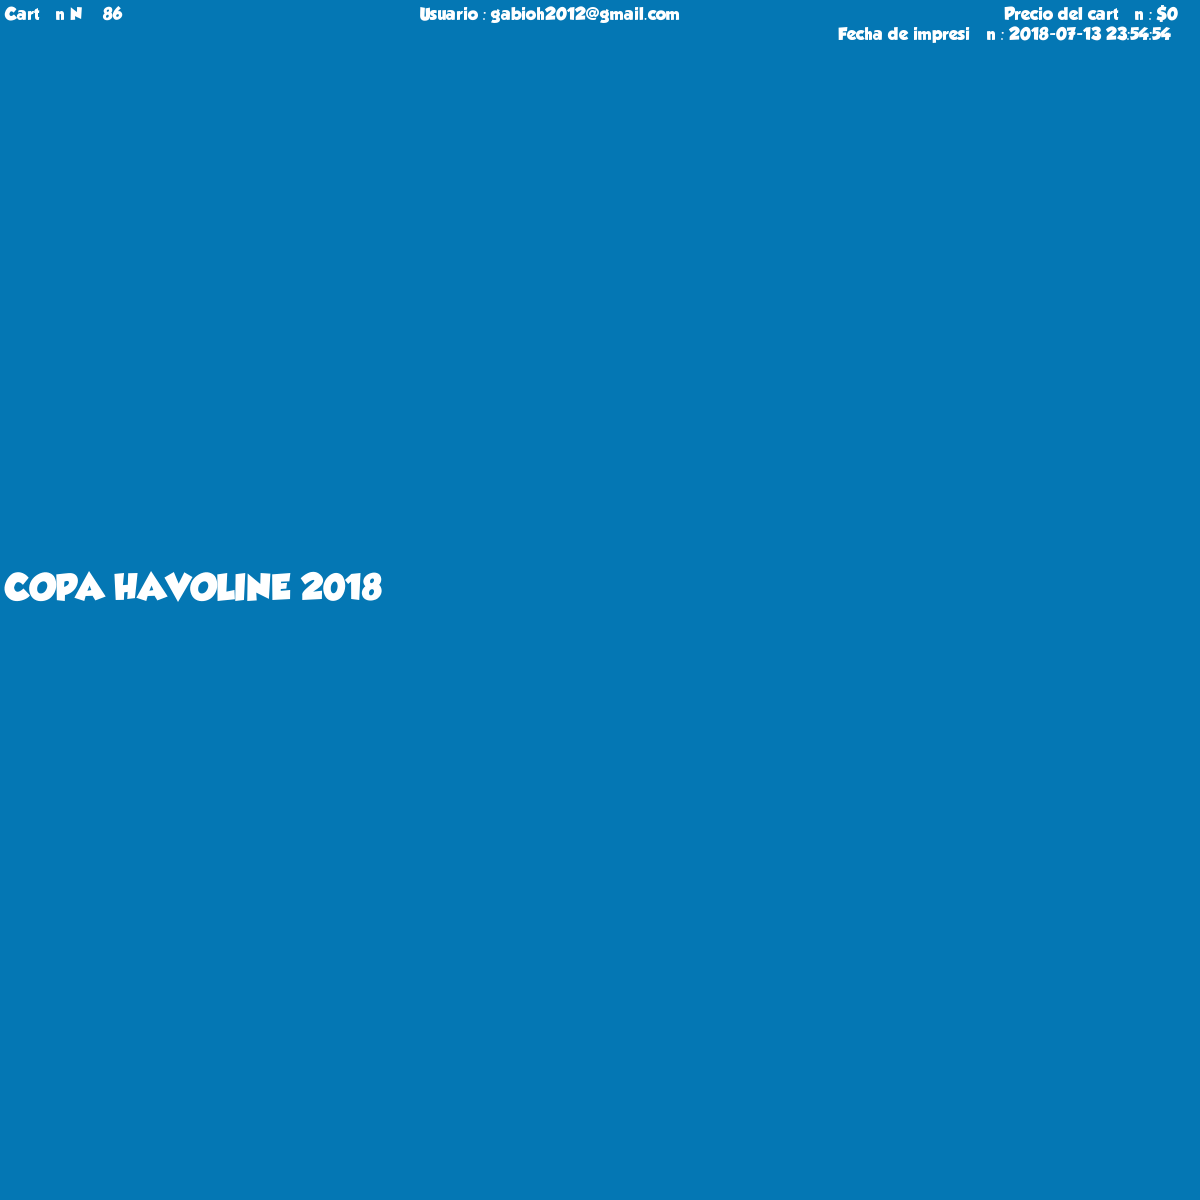 Cart n N 86 Usuario : gabioh2012@gmail.com Precio del cart n : $0
Fecha de impresi n : 2018-07-13 23:54:54
COPA HAVOLINE 2018